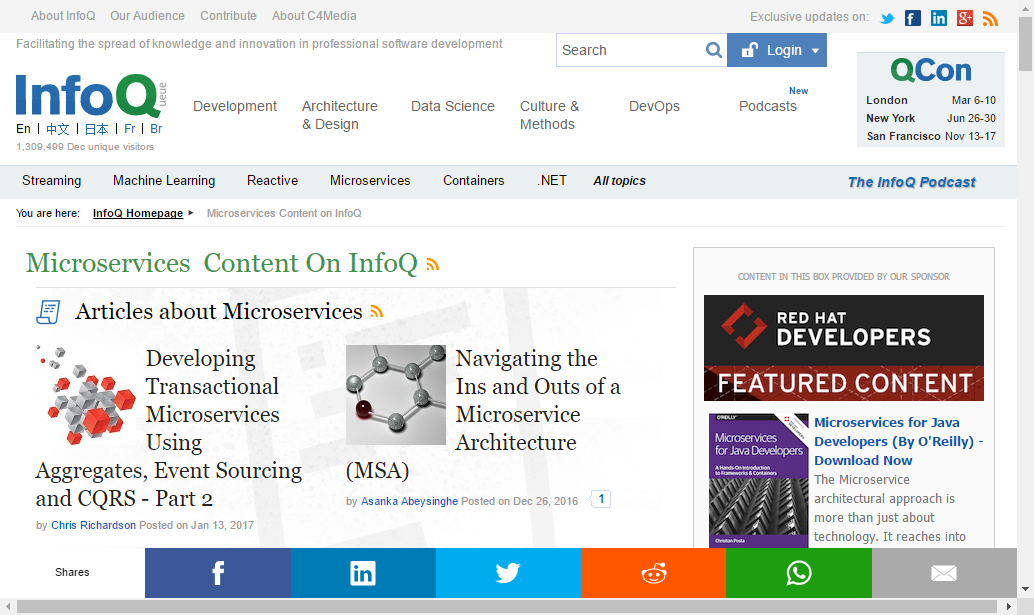 About InfoQ Our Audience Contribute About C4Media
Exclusive updates on:
Facilitating the spread of knowledge and innovation in professional software development
Search
Login
InfoQ
En | 中文 | 日本 | Fr | Br
1,309,499 Dec unique visitors
Development
Architecture
& Design
Data Science
Culture &
Methods
DevOps
New
Podcasts
QCon
London Mar 6-10
New York Jun 26-30
San Francisco Nov 13-17
Streaming Machine Learning Reactive Microservices Containers .NET All topics
The InfoQ Podcast
You are here: InfoQ Homepage Microservices Content on InfoQ
Microservices Content On InfoQ
Articles about Microservices
Developing
Transactional
Microservices
Using
Aggregates, Event Sourcing
and CQRS - Part 2
by Chris Richardson Posted on Jan 13, 2017
Navigating the
Ins and Outs of a
Microservice
Architecture
(MSA)
by Asanka Abeysinghe Posted on Dec 26, 2016 1
CONTENT IN THIS BOX PROVIDED BY OUR SPONSOR
RED HAT
DEVELOPERS
FEATURED CONTENT
O'REILLY
Microservices
for Java Developers
A Hands-On Introduction
to Frameworks & Containers
Christian Posta
Microservices for Java
Developers (By O'Reilly) -
Download Now
The Microservice
architectural approach is
more than just about
technology. It reaches into
Shares